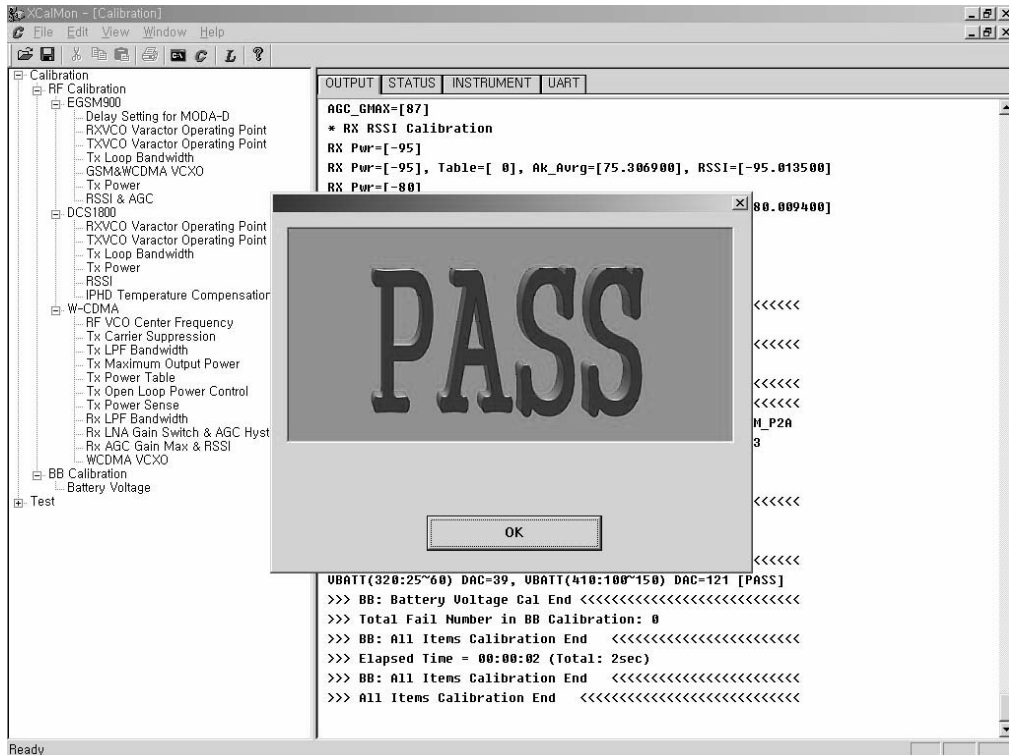 XCalMon - [Calibration]
File Edit View Window Help
Calibration
RF Calibration
EGSM900
Delay Setting for MODA-D
RXVCO Varactor Operating Point
TXVCO Varactor Operating Point
Tx Loop Bandwidth
GSM&WCDMA VCXO
Tx Power
RSSI & AGC
DCS1800
RXVCO Varactor Operating Point
TXVCO Varactor Operating Point
Tx Loop Bandwidth
Tx Power
RSSI
IPHD Temperature Compensation
W-CDMA
RF VCO Center Frequency
Tx Carrier Suppression
Tx LPF Bandwidth
Tx Maximum Output Power
Tx Power Table
Tx Open Loop Power Control
Tx Power Sense
Rx LPF Bandwidth
Rx LNA Gain Switch & AGC Hyst
Rx AGC Gain Max & RSSI
WCDMA VCXO
BB Calibration
Battery Voltage
Test
OUTPUT STATUS INSTRUMENT UART
AGC_GMAX=[87]
* RX RSSI Calibration
RX Pwr=[-95]
RX Pwr=[-95], Table=[ 0], Ak_Avrg=[75.306900], RSSI=[-95.013500]
RX Pwr=[-80]
80.009400]
<<<<<<
<<<<<<
<<<<<<
<<<<<<
M_P2A
3
<<<<<<
<<<<<<
PASS
OK
VBATT(320:25~60) DAC=39, VBATT(410:100~150) DAC=121 [PASS]
>>> BB: Battery Voltage Cal End <<<<<<<<<<<<<<<<<<<<<<<<<<<<
>>> Total Fail Number in BB Calibration: 0
>>> BB: All Items Calibration End <<<<<<<<<<<<<<<<<<<<<<<<
>>> Elapsed Time = 00:00:02 (Total: 2sec)
>>> BB: All Items Calibration End <<<<<<<<<<<<<<<<<<<<<<<<
>>> All Items Calibration End <<<<<<<<<<<<<<<<<<<<<<<<<<<<
Ready